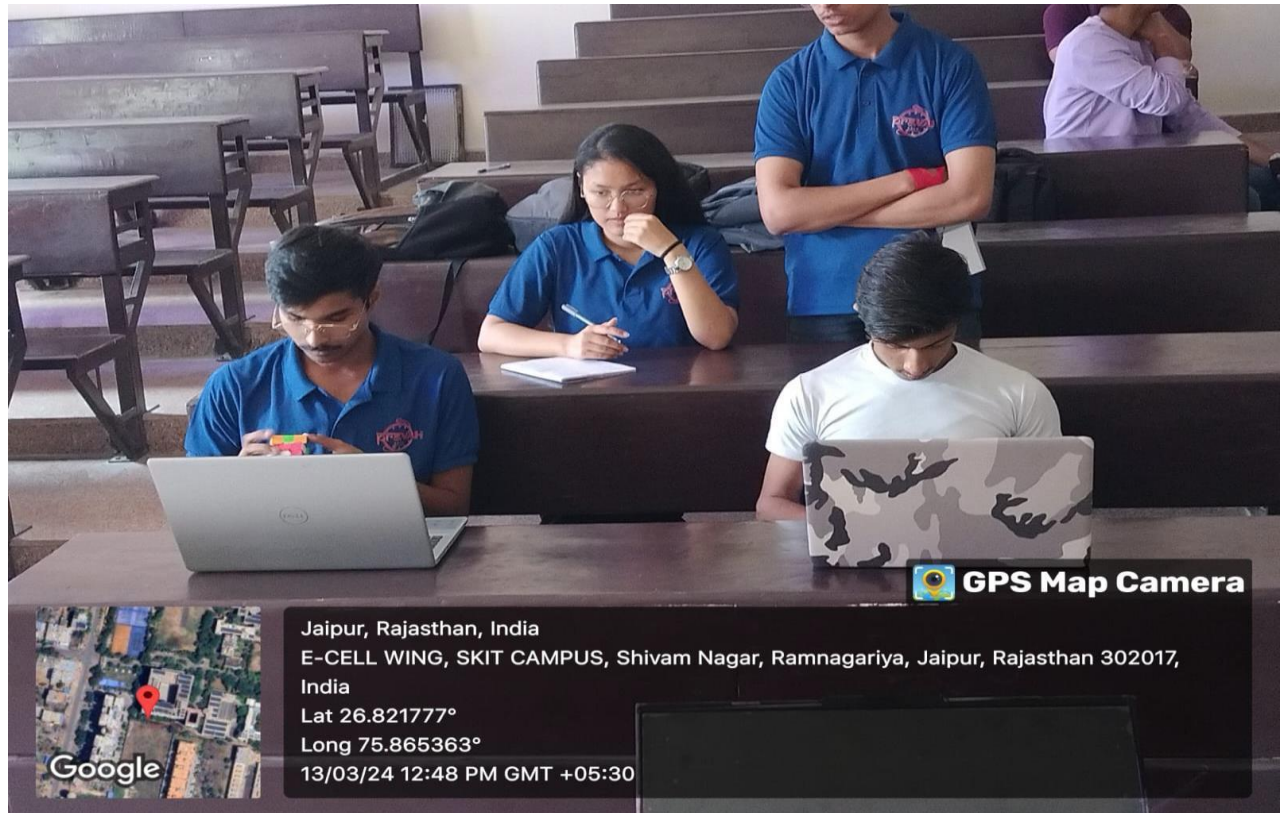 DELL
GPS Map Camera
Jaipur, Rajasthan, India
E-CELL WING, SKIT CAMPUS, Shivam Nagar, Ramnagariya, Jaipur, Rajasthan 302017,
India
Lat 26.821777°
Long 75.865363°
13/03/24 12:48 PM GMT +05:30
Google